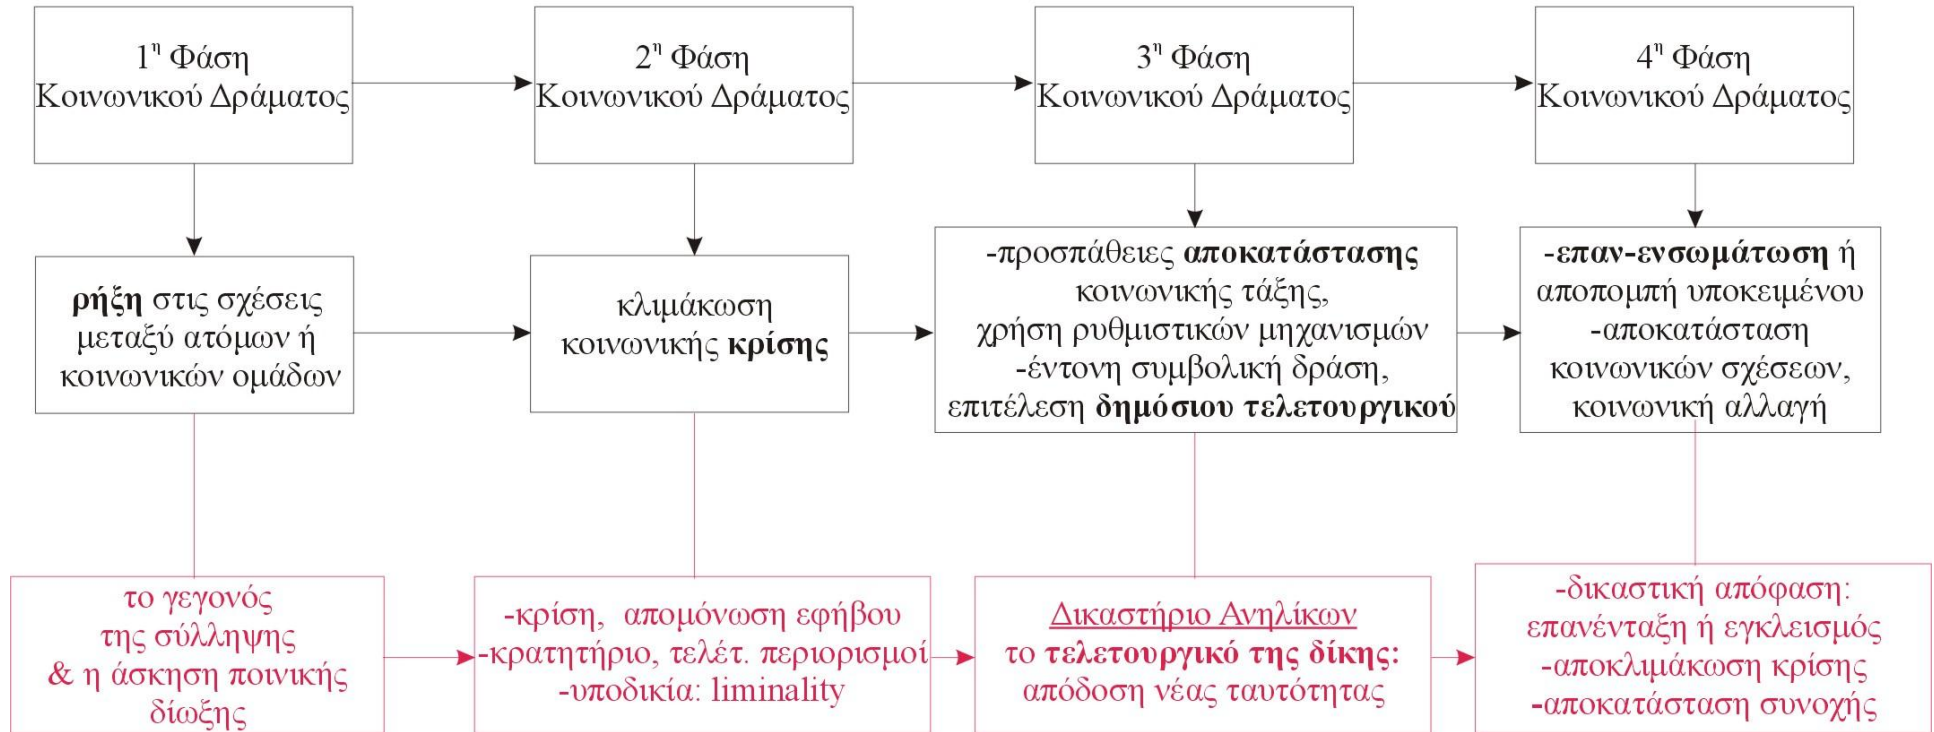 1η Φάση
Κοινωνικού Δράματος
2η Φάση
Κοινωνικού Δράματος
3η Φάση
Κοινωνικού Δράματος
4η Φάση
Κοινωνικού Δράματος
ρήξη στις σχέσεις
μεταξύ ατόμων ή
κοινωνικών ομάδων
κλιμάκωση
κοινωνικής κρίσης
-προσπάθειες αποκατάστασης
κοινωνικής τάξης,
χρήση ρυθμιστικών μηχανισμών
-έντονη συμβολική δράση,
επιτέλεση δημόσιου τελετουργικού
-επαν-ενσωμάτωση ή
αποπομπή υποκειμένου
-αποκατάσταση
κοινωνικών σχέσεων,
κοινωνική αλλαγή
το γεγονός
της σύλληψης
& η άσκηση ποινικής
δίωξης
-κρίση, απομόνωση εφήβου
-κρατητήριο, τελέτ. περιορισμοί
-υποδικία: liminality
Δικαστήριο Ανηλίκων
το τελετουργικό της δίκης:
απόδοση νέας ταυτότητας
-δικαστική απόφαση:
επανένταξη ή εγκλεισμός
-αποκλιμάκωση κρίσης
-αποκατάσταση συνοχής